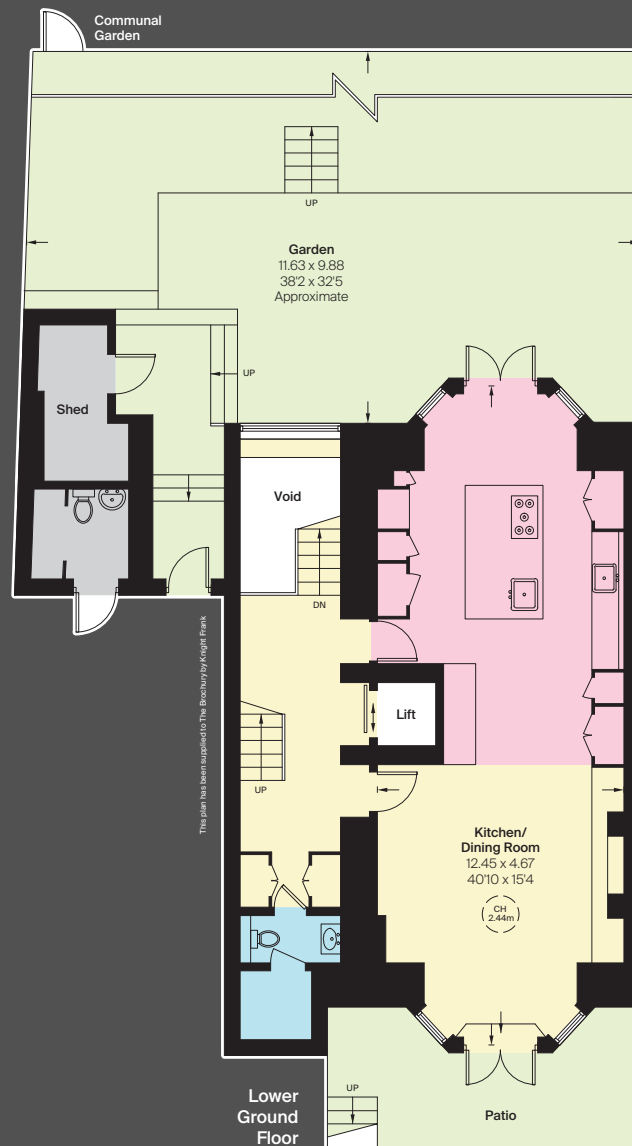 Communal
Garden
UP
Garden
11.63 x 9.88
38'2 x 32'5
Approximate
UP
Shed
Void
DN
This plan has been supplied to The Brochury by Knight Frank
Lift
UP
Kitchen/
Dining Room
12.45 x 4.67
40'10 x 15'4
CH
2.44m
Lower
Ground
Floor
UP
Patio